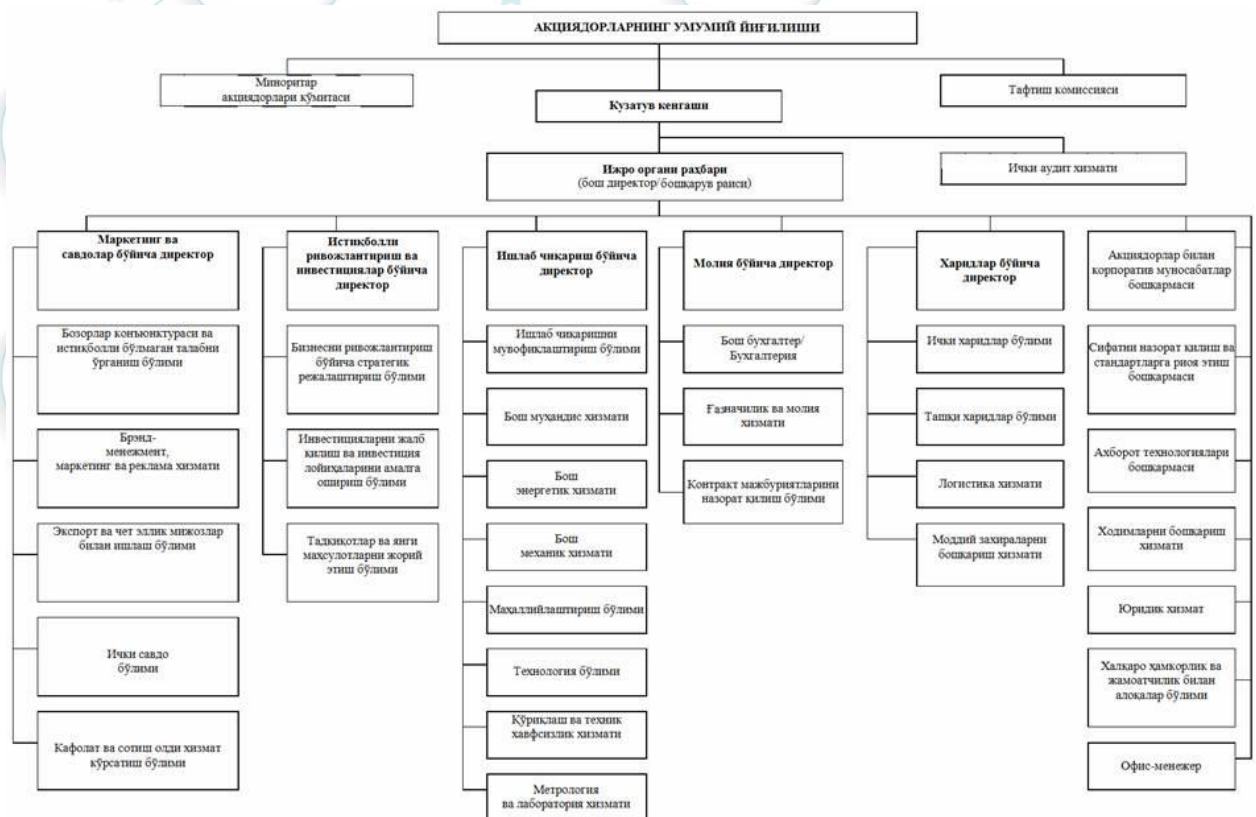 АКЦИЯДОРЛАРНИНГ УМУМИЙ ЙИҒИЛИШИ
Миноритар
акциядорлари кўмитаси
Тафтиш комиссияси
Кузатув кенгаши
Ижро органи раҳбари
(бош директор/бошқарув раиси)
Ички аудит хизмати
Маркетинг ва
савдолар бўйича директор
Бозорлар конъюнктураси ва
истиқболли бўлмаган талабни
ўрганиш бўлими
Брэнд-
менежмент,
маркетинг ва реклама хизмати
Экспорт ва чет эллик мижозлар
билан ишлаш бўлими
Ички савдо
бўлими
Кафолат ва сотиш олди хизмат
кўрсатиш бўлими
Истиқболли
ривожлантириш ва
инвестициялар бўйича
директор
Бизнесни ривожлантириш
бўйича стратегик
режалаштириш бўлими
Инвестицияларни жалб
қилиш ва инвестиция
лойиҳаларини амалга
ошириш бўлими
Тадқиқотлар ва янги
маҳсулотларни жорий
этиш бўлими
Ишлаб чиқариш бўйича
директор
Ишлаб чиқаришни
мувофиқлаштириш бўлими
Бош муҳандис хизмати
Бош
энергетик хизмати
Бош
механик хизмати
Маҳаллийлаштириш бўлими
Технология бўлими
Қўриқлаш ва техник
хавфсизлик хизмати
Метрология
ва лаборатория хизмати
Молия бўйича директор
Бош бухгалтер/
Бухгалтерия
Ғазначилик ва молия
хизмати
Контракт мажбуриятларини
назорат қилиш бўлими
Харидлар бўйича
директор
Ички харидлар бўлими
Ташқи харидлар бўлими
Логистика хизмати
Моддий захираларни
бошқариш хизмати
Акциядорлар билан
корпоратив муносабатлар
бошқармаси
Сифатни назорат қилиш ва
стандартларга риоя этиш
бошқармаси
Ахборот технологиялари
бошқармаси
Ходимларни бошқариш
хизмати
Юридик хизмат
Халқаро ҳамкорлик ва
жамоатчилик билан
алоқалар бўлими
Офис-менежер